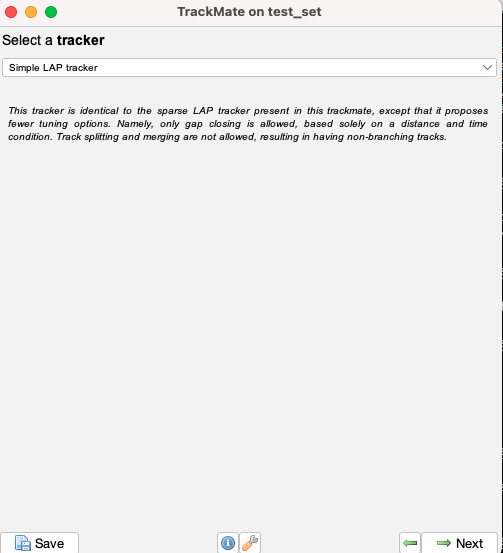 TrackMate on test_set
Select a tracker
Simple LAP tracker
This tracker is identical to the sparse LAP tracker present in this trackmate, except that it proposes
fewer tuning options. Namely, only gap closing is allowed, based solely on a distance and time
condition. Track splitting and merging are not allowed, resulting in having non-branching tracks.
Save
Next